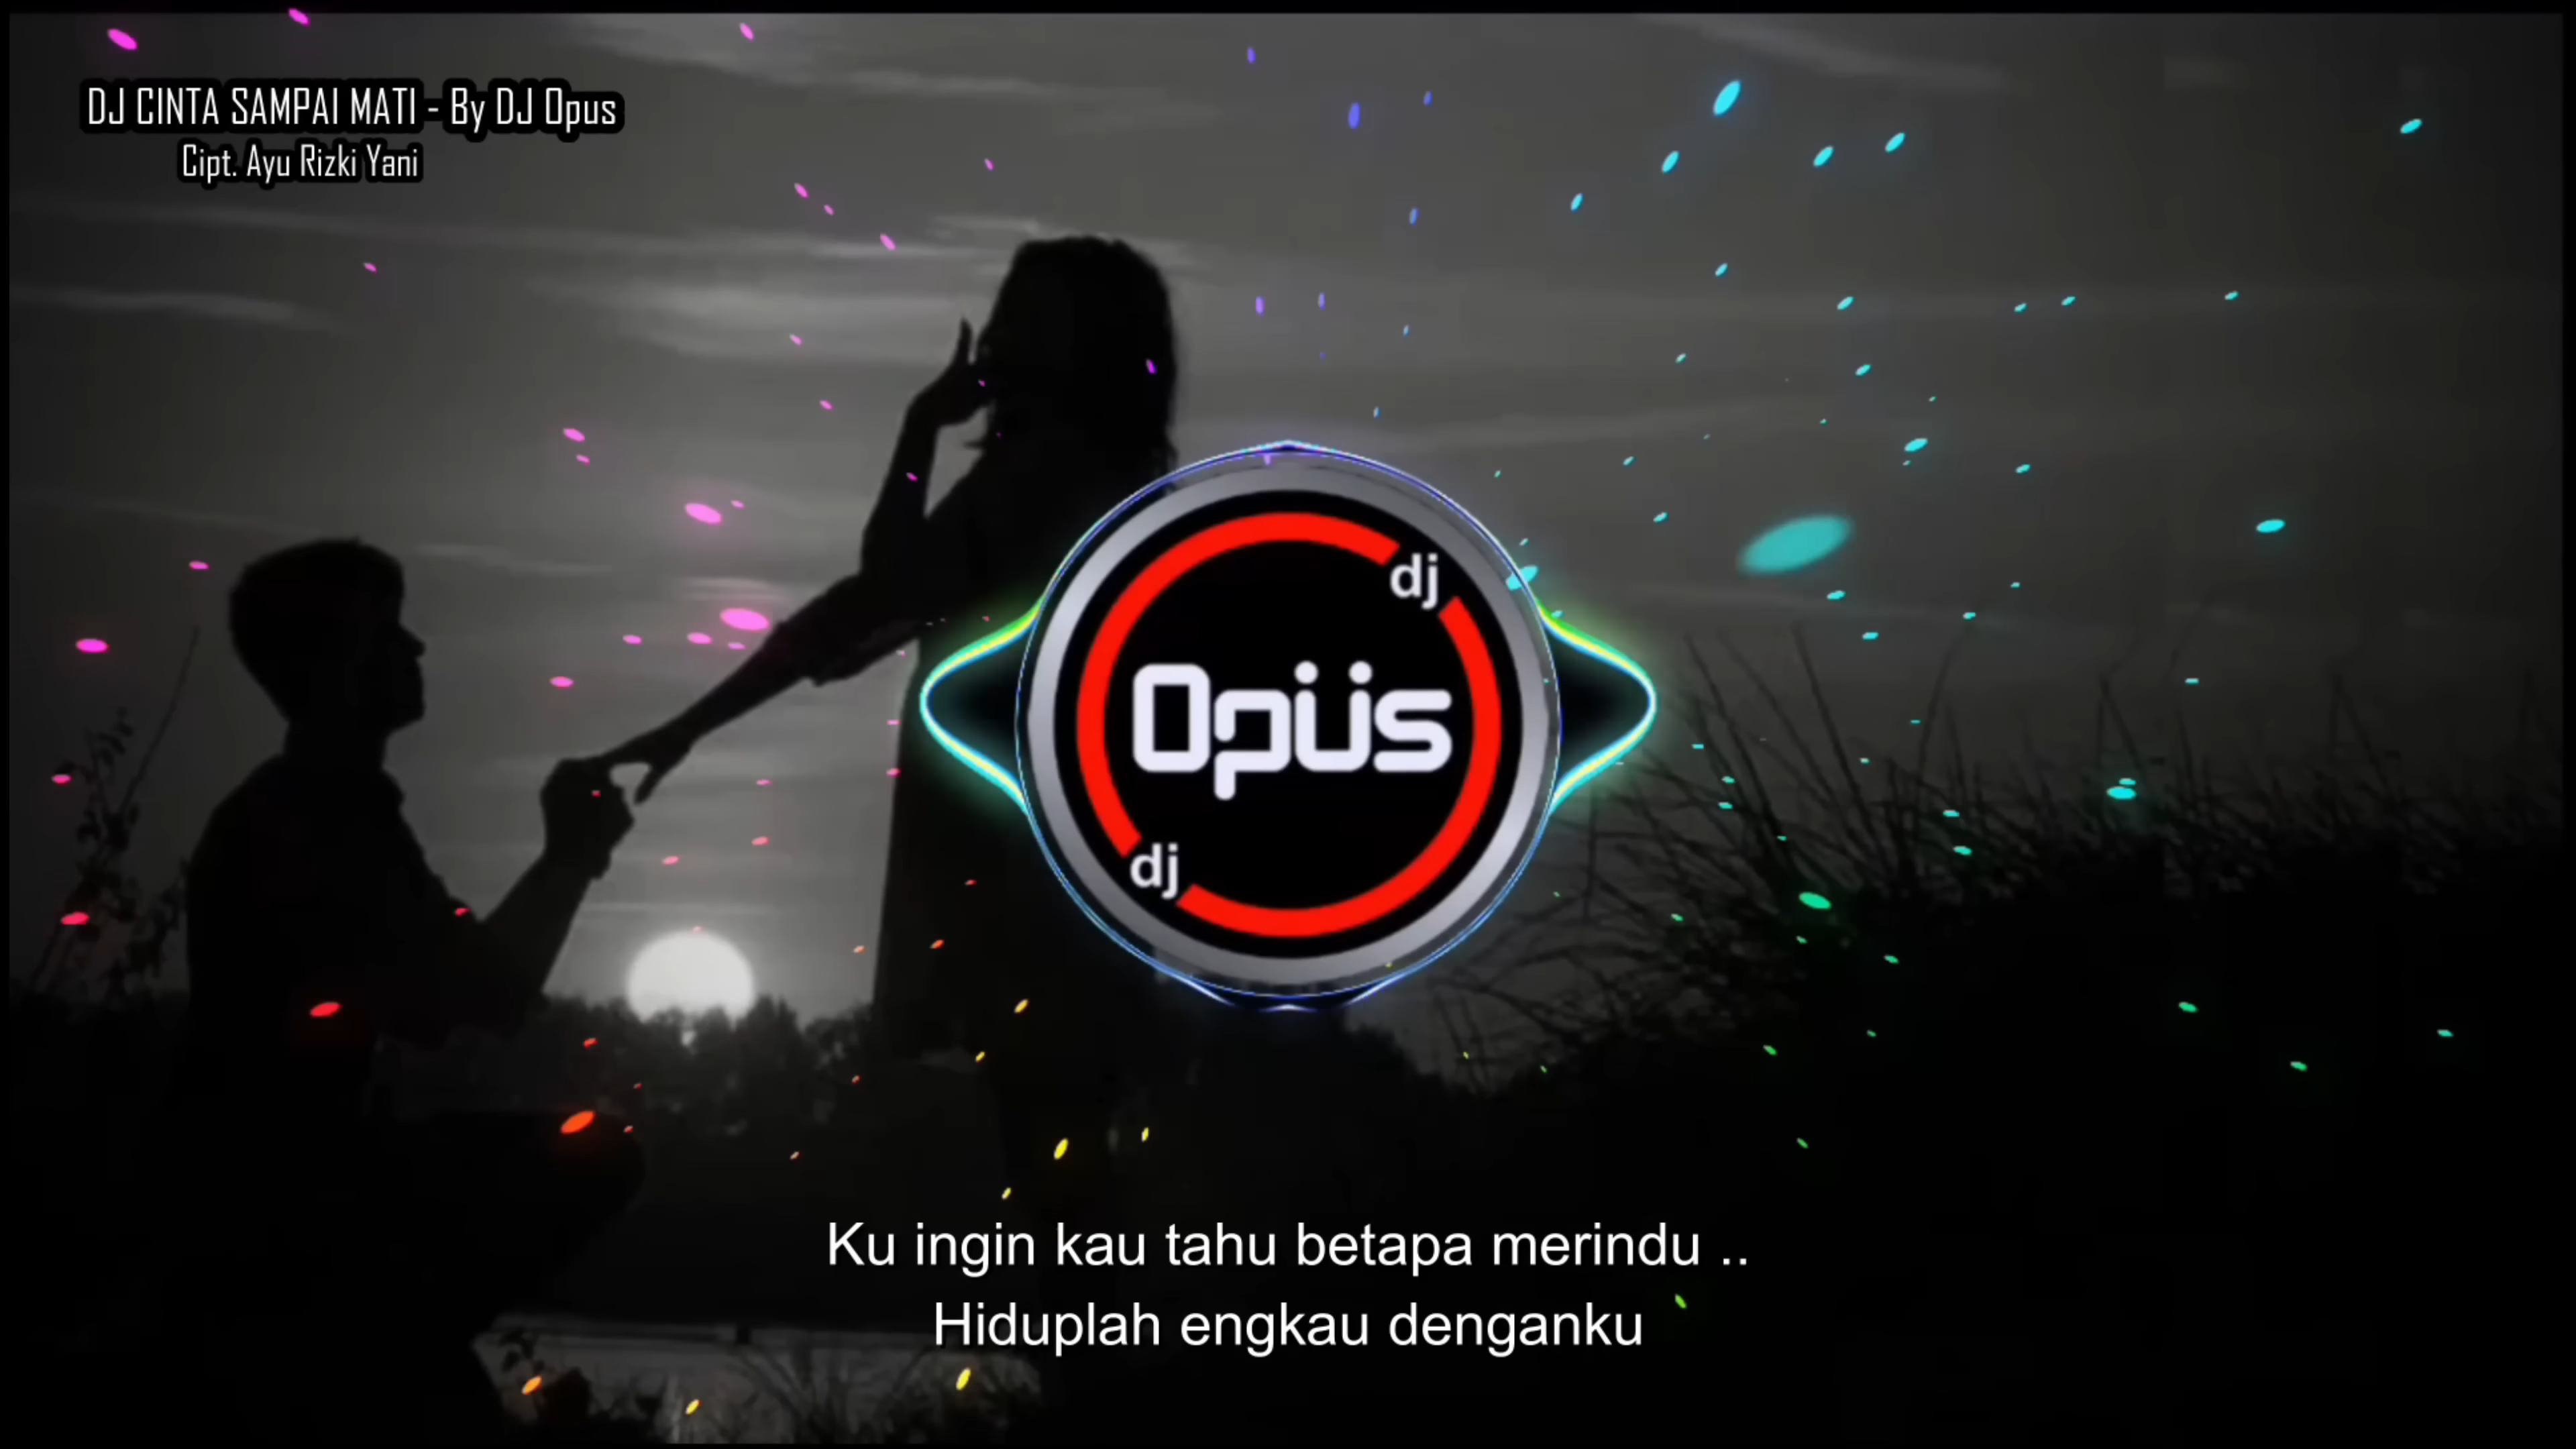 DJ CINTA SAMPAI MATI - By DJ Opus
Cipt. Ayu Rizki Yani
dj
Opüs
dj
Ku ingin kau tahu betapa merindu ..
Hiduplah engkau denganku